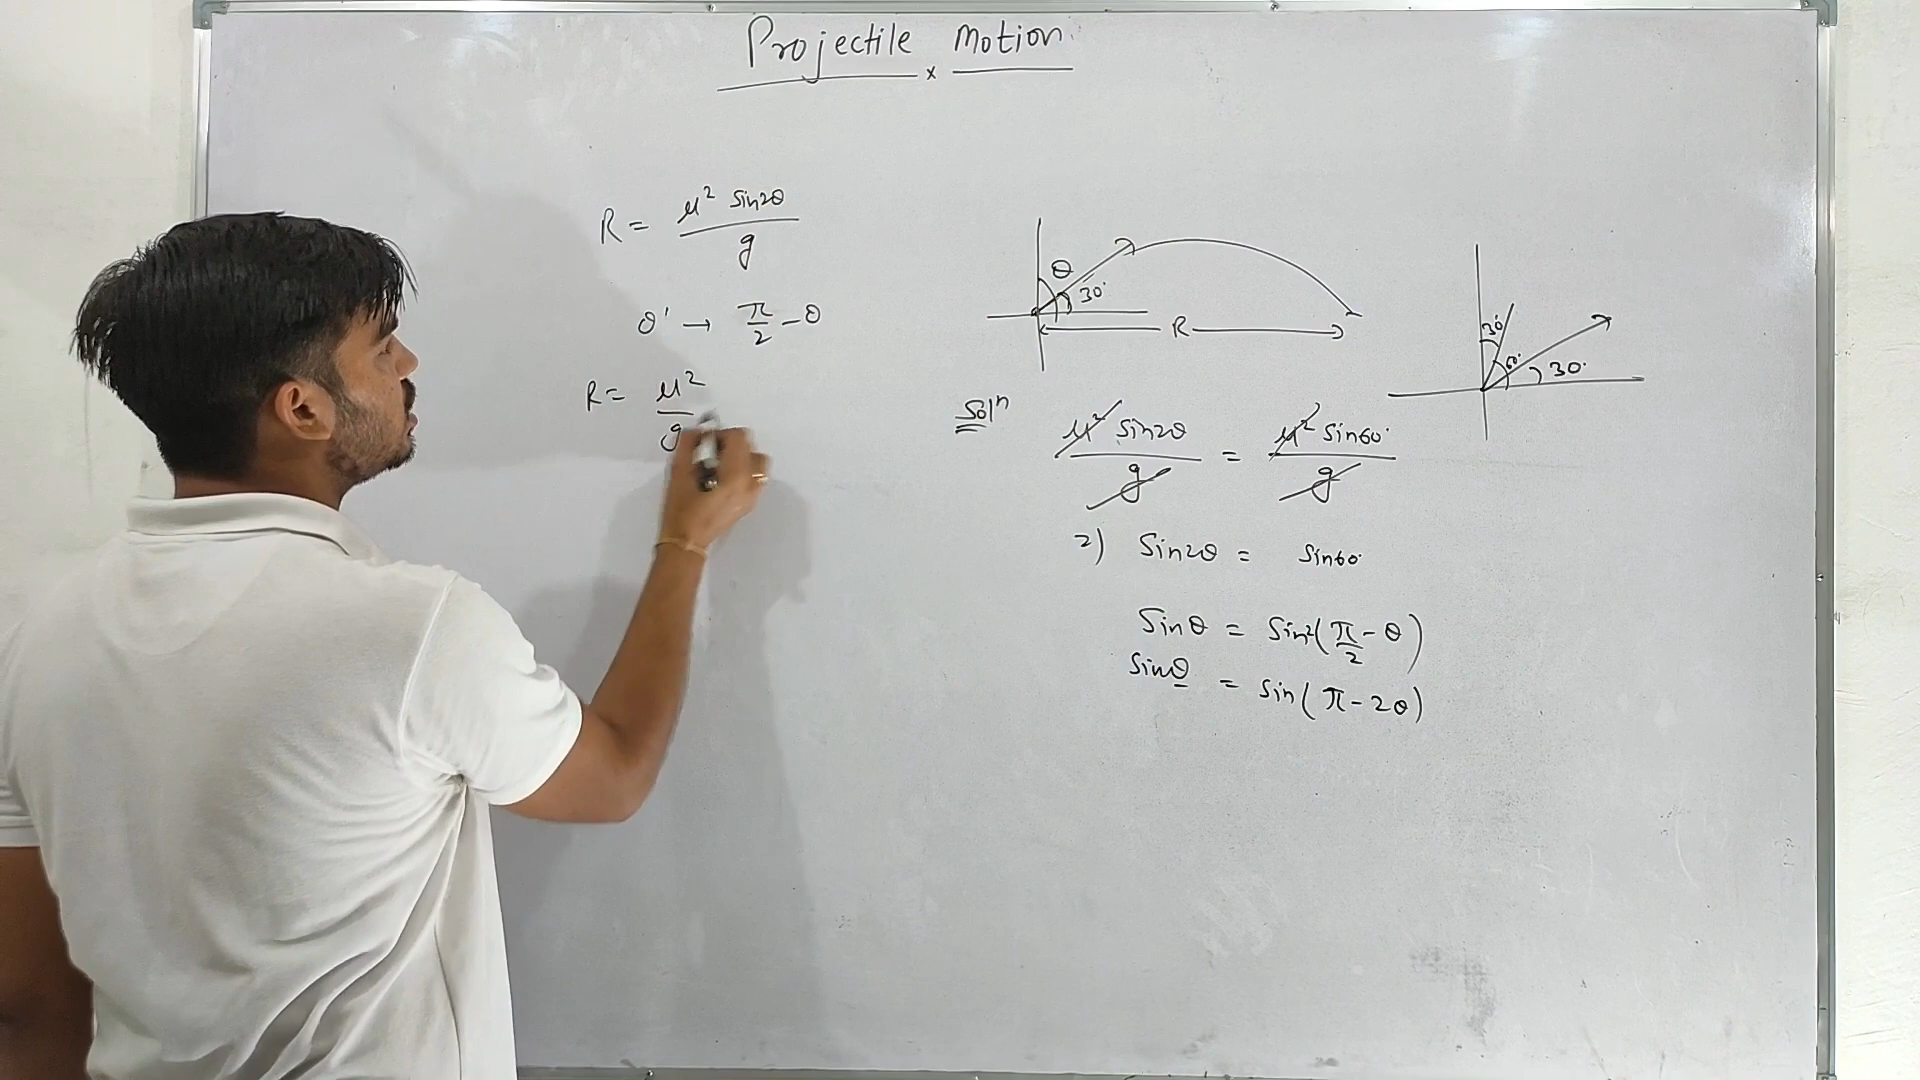 Projectile × Motion
R = u² sin2θ / g
θ' → π/2 - θ
R = u² / g
θ
30°
R
30°
60°
30°
Solⁿ
u² sin2θ / g = u² sin60° / g
2) Sin2θ = Sin60°
Sinθ = Sin2(π/2 - θ)
Sinθ = Sin(π - 2θ)